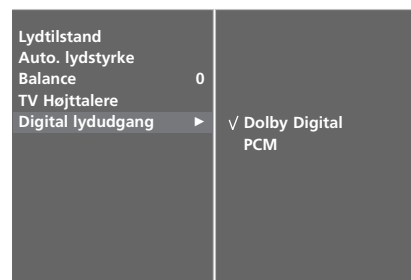 Lydtilstand
Auto. lydstyrke
Balance 0
TV Højttalere
Digital lydudgang ►
√ Dolby Digital
PCM